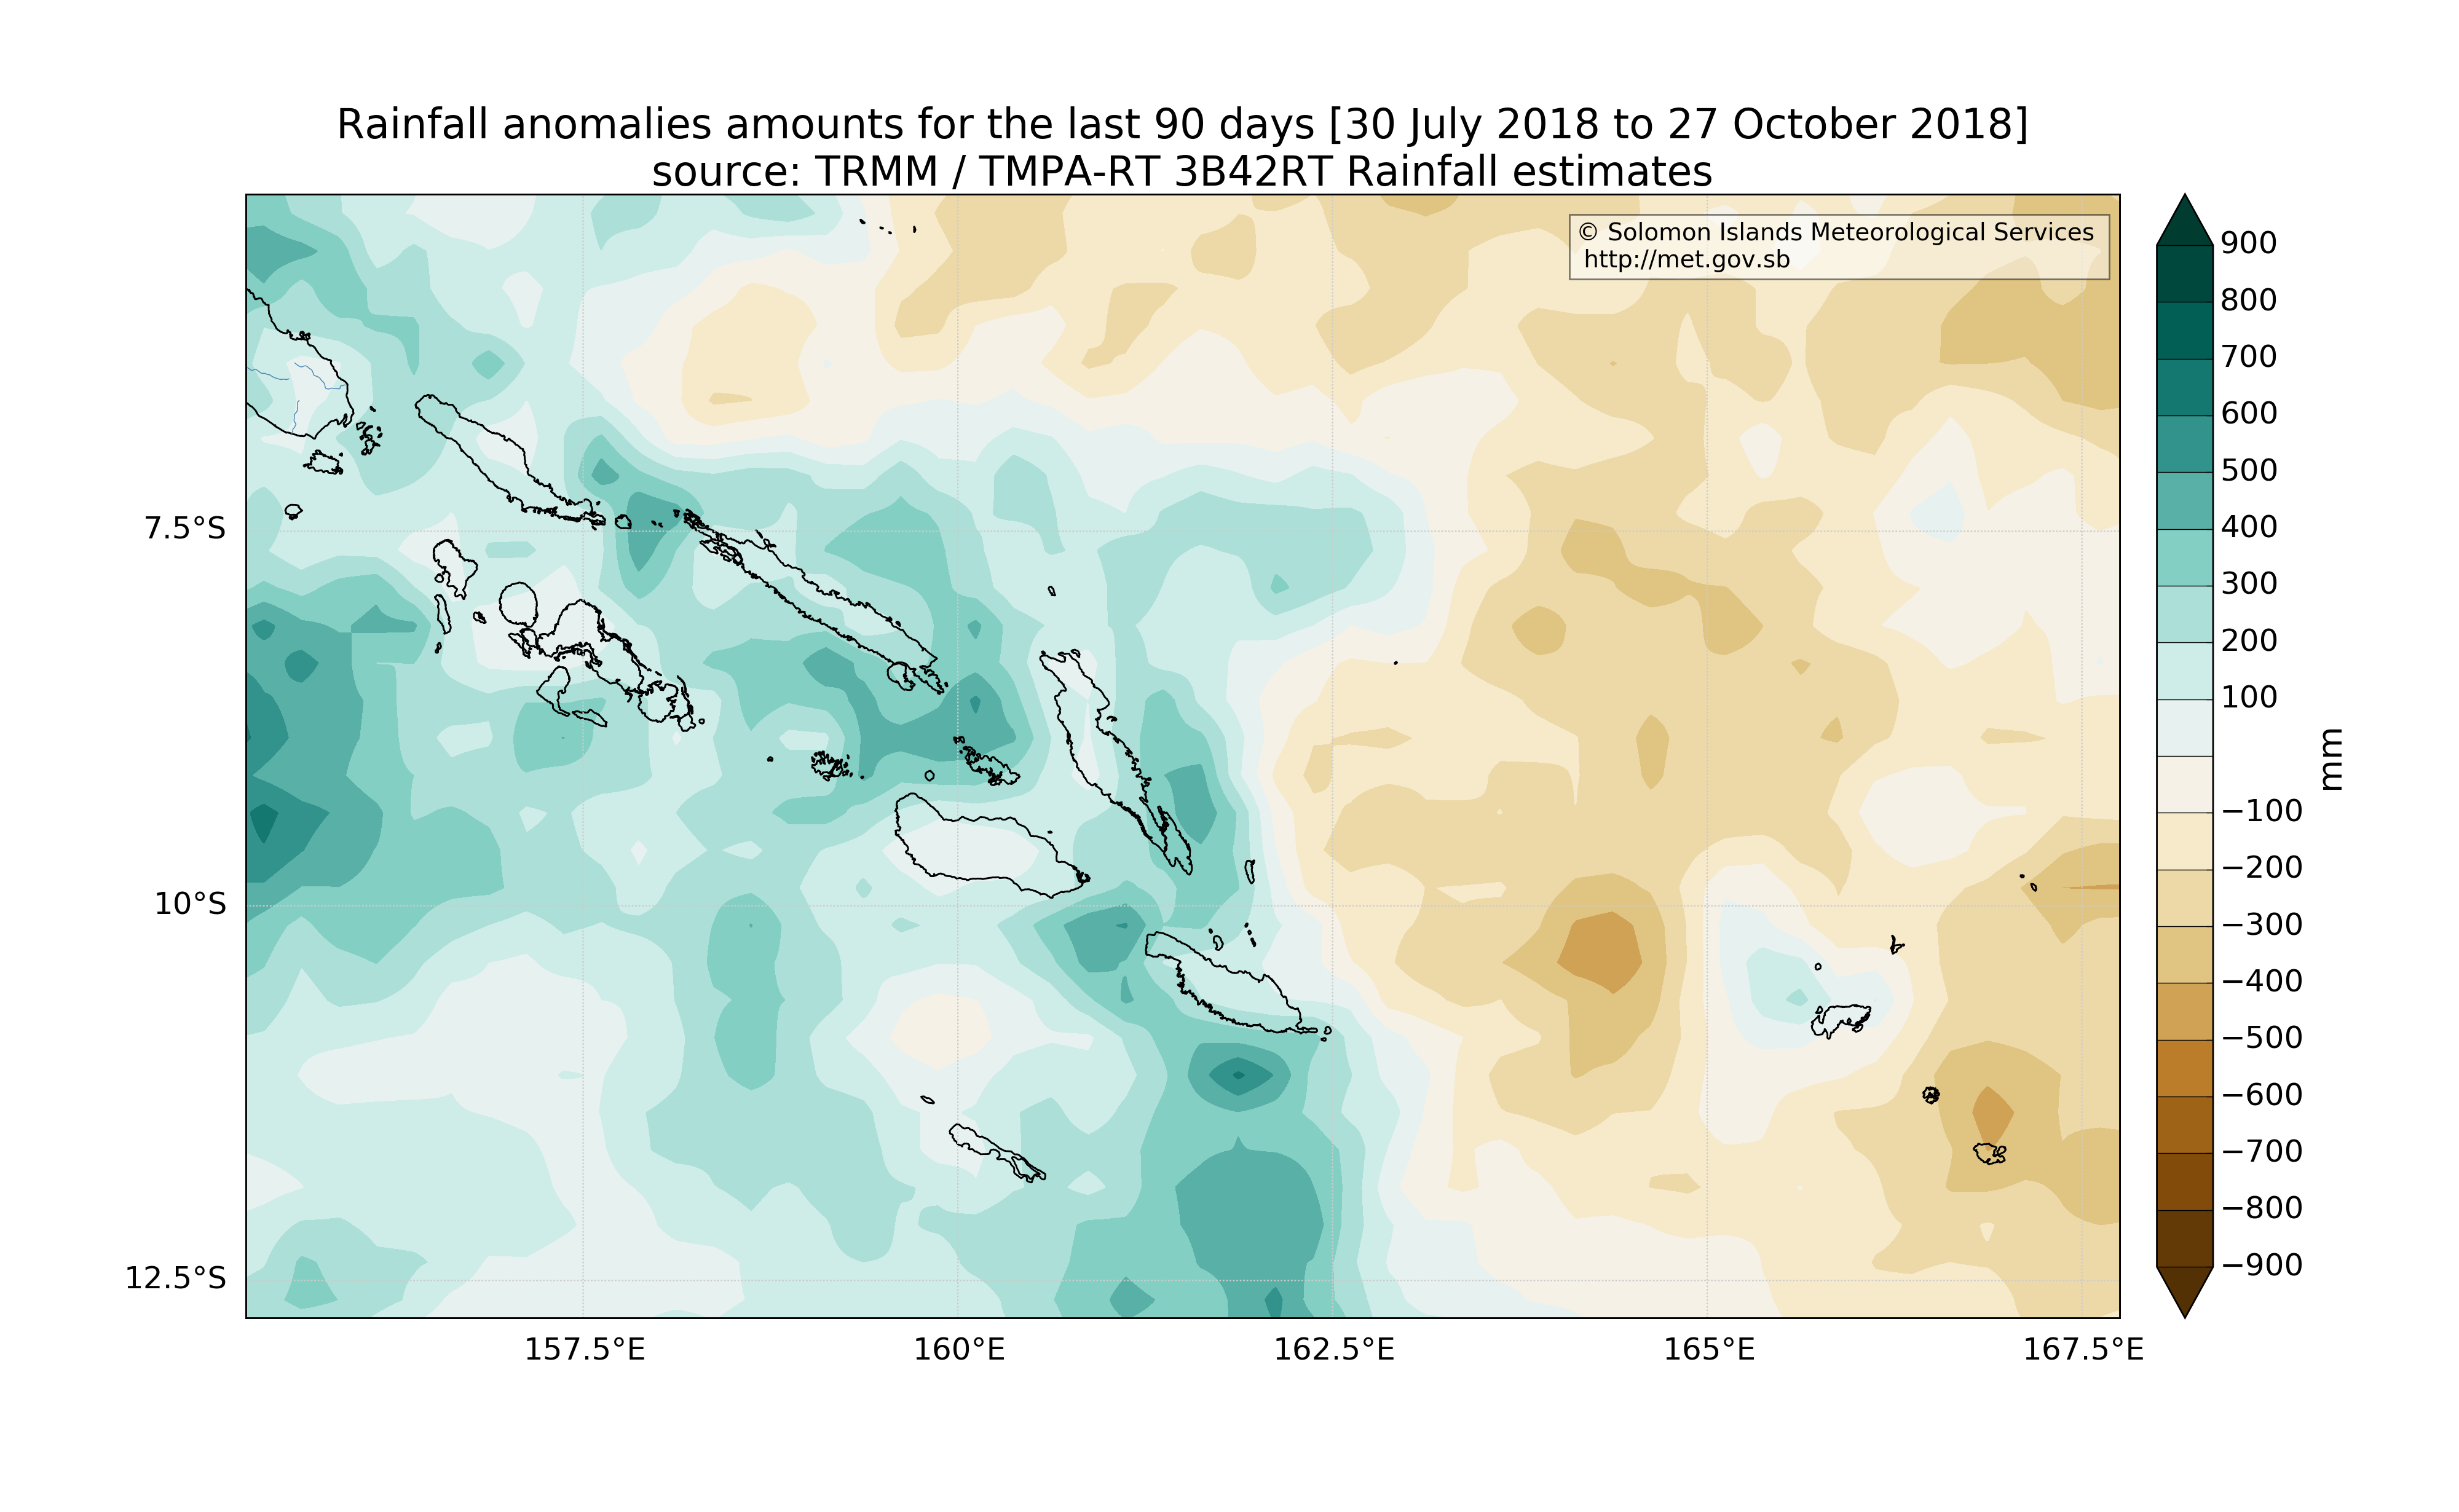 Rainfall anomalies amounts for the last 90 days [30 July 2018 to 27 October 2018]
source: TRMM / TMPA-RT 3B42RT Rainfall estimates
© Solomon Islands Meteorological Services
http://met.gov.sb
7.5°S
10°S
12.5°S
157.5°E
160°E
162.5°E
165°E
167.5°E
900
800
700
600
500
400
300
200
100
−100
−200
−300
−400
−500
−600
−700
−800
−900
mm